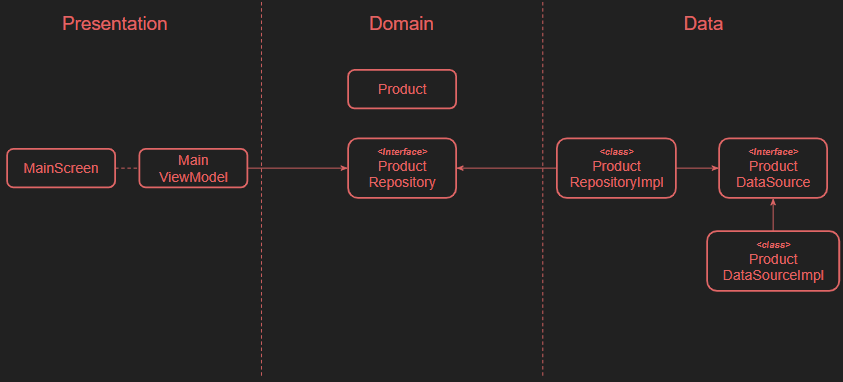 Presentation
Domain
Data
Product
MainScreen
Main
ViewModel
<Interface>
Product
Repository
<class>
Product
RepositoryImpl
<Interface>
Product
DataSource
<class>
Product
DataSourceImpl